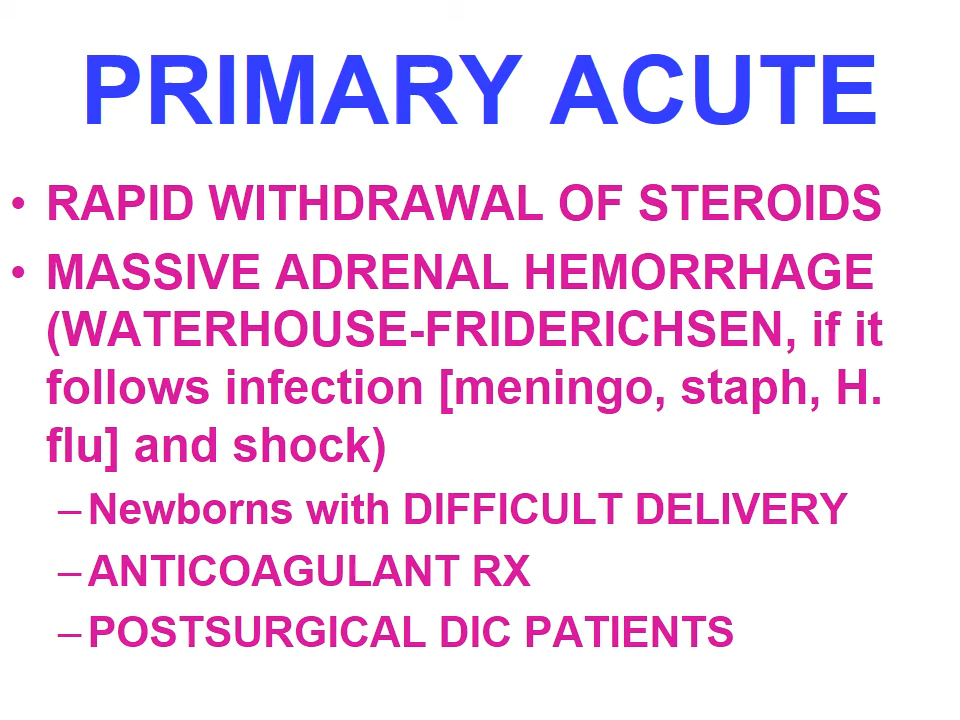 PRIMARY ACUTE
• RAPID WITHDRAWAL OF STEROIDS
• MASSIVE ADRENAL HEMORRHAGE
(WATERHOUSE-FRIDERICHSEN, if it
follows infection [meningo, staph, H.
flu] and shock)
–Newborns with DIFFICULT DELIVERY
–ANTICOAGULANT RX
–POSTSURGICAL DIC PATIENTS